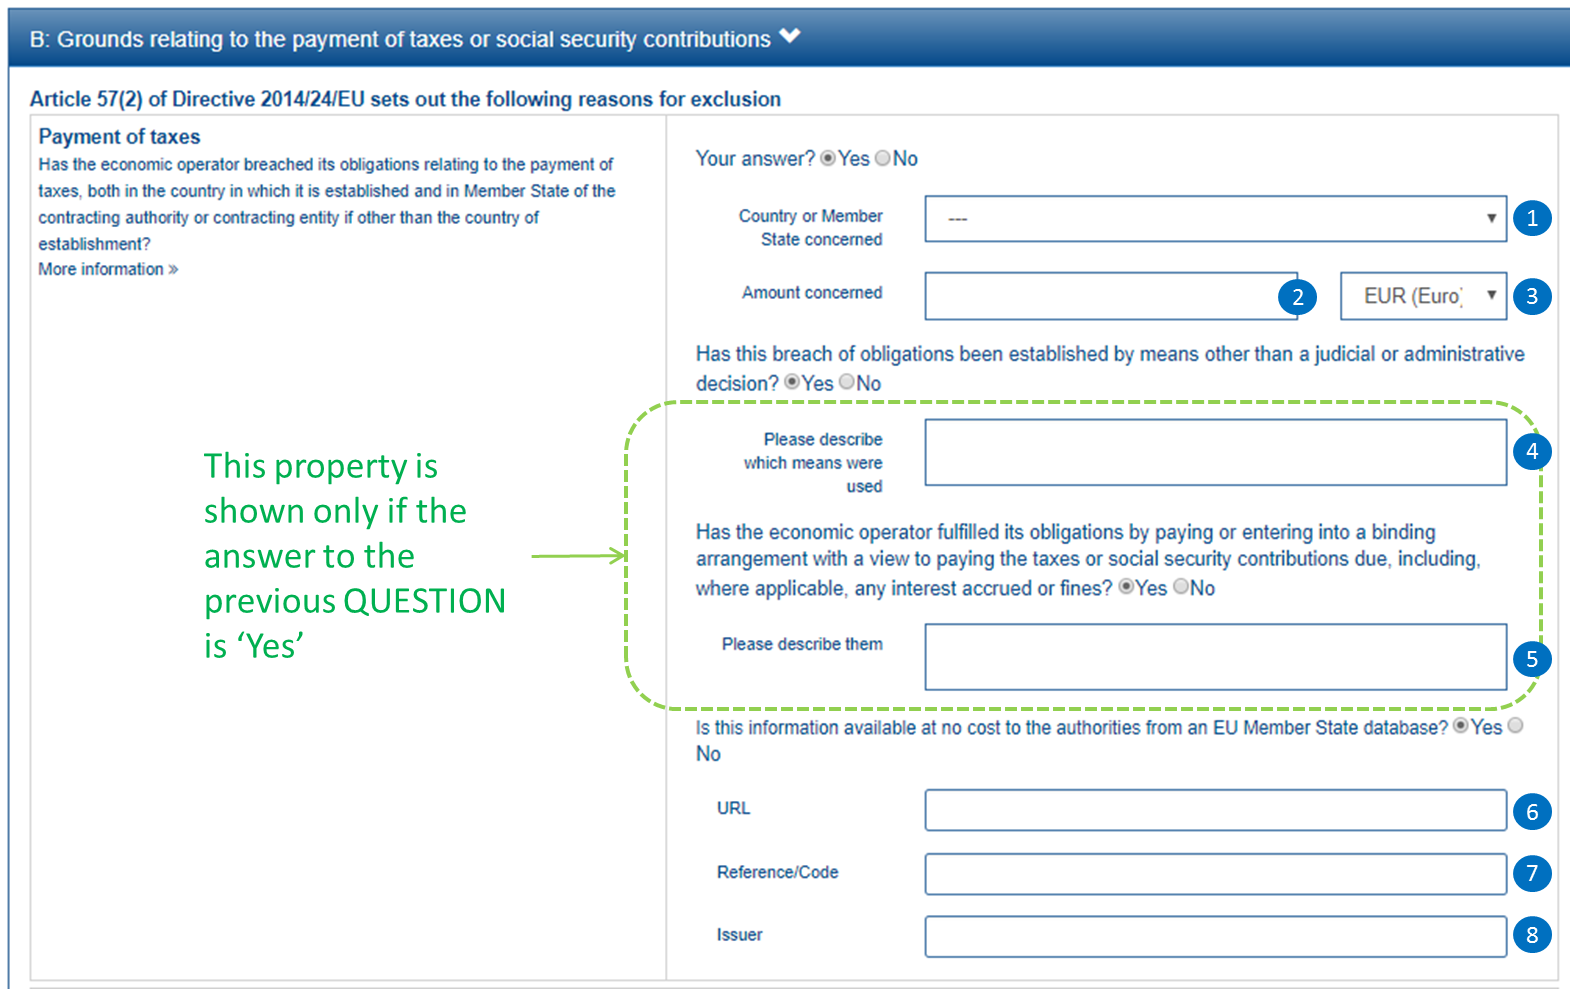 B: Grounds relating to the payment of taxes or social security contributions
Article 57(2) of Directive 2014/24/EU sets out the following reasons for exclusion
Payment of taxes
Has the economic operator breached its obligations relating to the payment of
taxes, both in the country in which it is established and in Member State of the
contracting authority or contracting entity if other than the country of
establishment?
More information »
Your answer? Yes No
Country or Member
State concerned
---
1
Amount concerned
2
EUR (Euro)
3
Has this breach of obligations been established by means other than a judicial or administrative
decision? Yes No
This property is
shown only if the
answer to the
previous QUESTION
is ‘Yes’
Please describe
which means were
used
4
Has the economic operator fulfilled its obligations by paying or entering into a binding
arrangement with a view to paying the taxes or social security contributions due, including,
where applicable, any interest accrued or fines? Yes No
Please describe them
5
Is this information available at no cost to the authorities from an EU Member State database? Yes
No
URL
6
Reference/Code
7
Issuer
8